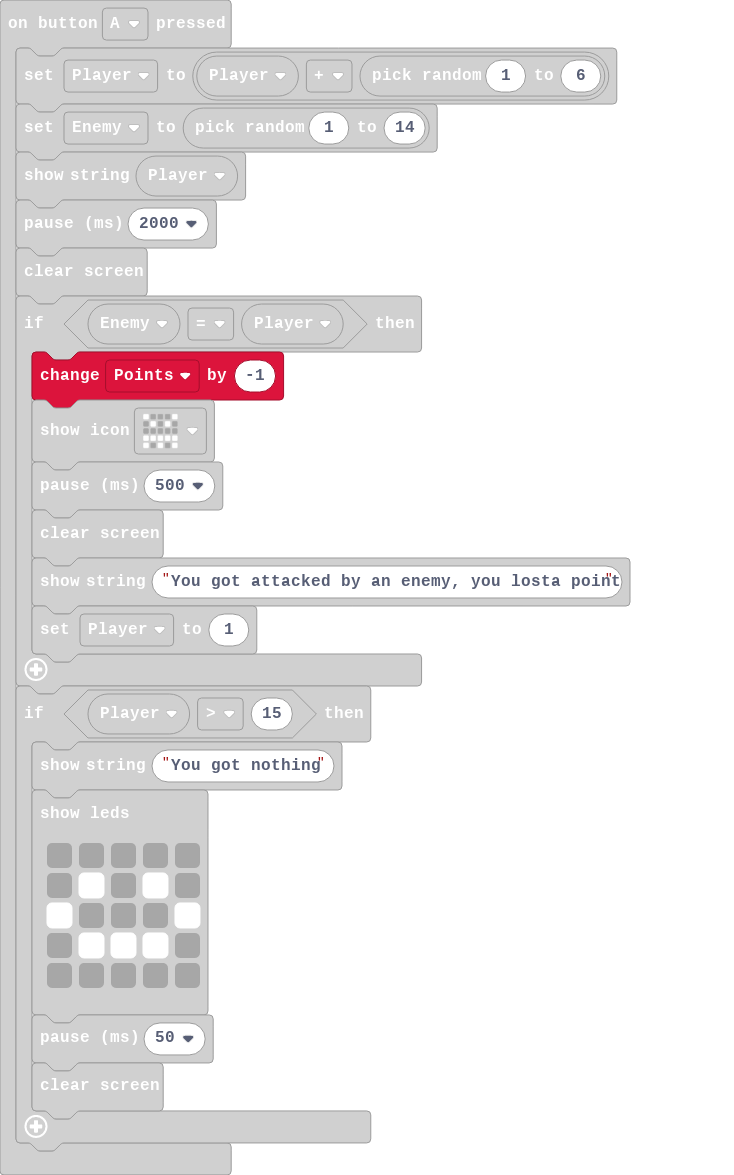 on button A pressed
set Player to Player + pick random 1 to 6
set Enemy to pick random 1 to 14
show string Player
pause (ms) 2000
clear screen
if Enemy = Player then
change Points by -1
show icon
pause (ms) 500
clear screen
show string "You got attacked by an enemy, you losta point"
set Player to 1
if Player > 15 then
show string "You got nothing"
show leds
pause (ms) 50
clear screen